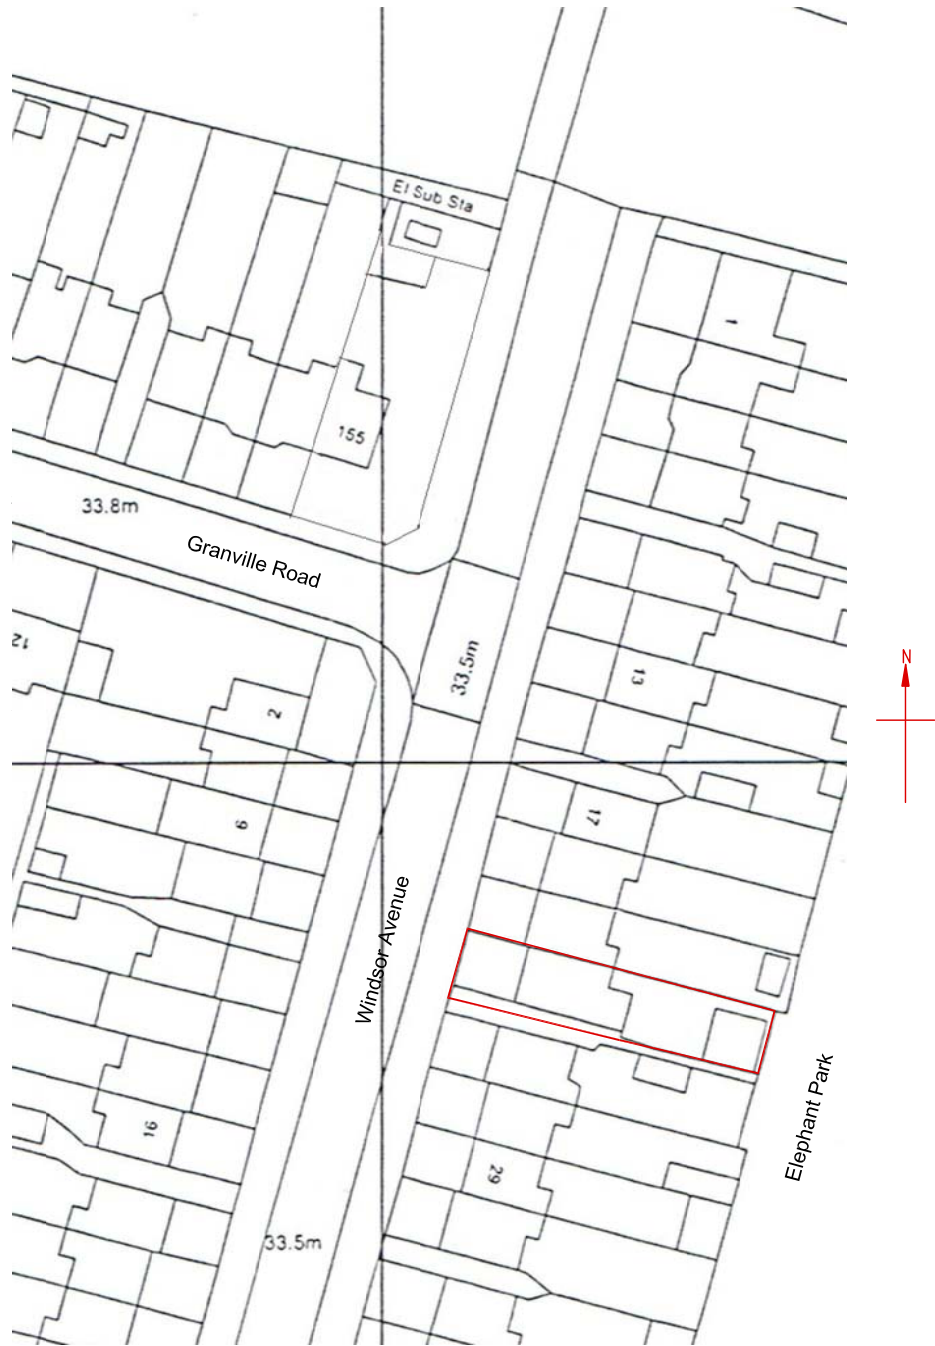 El Sub Sta
1
155
33.8m
Granville Road
N
12
13
33.5m
2
17
9
Windsor Avenue
Elephant Park
16
29
33.5m